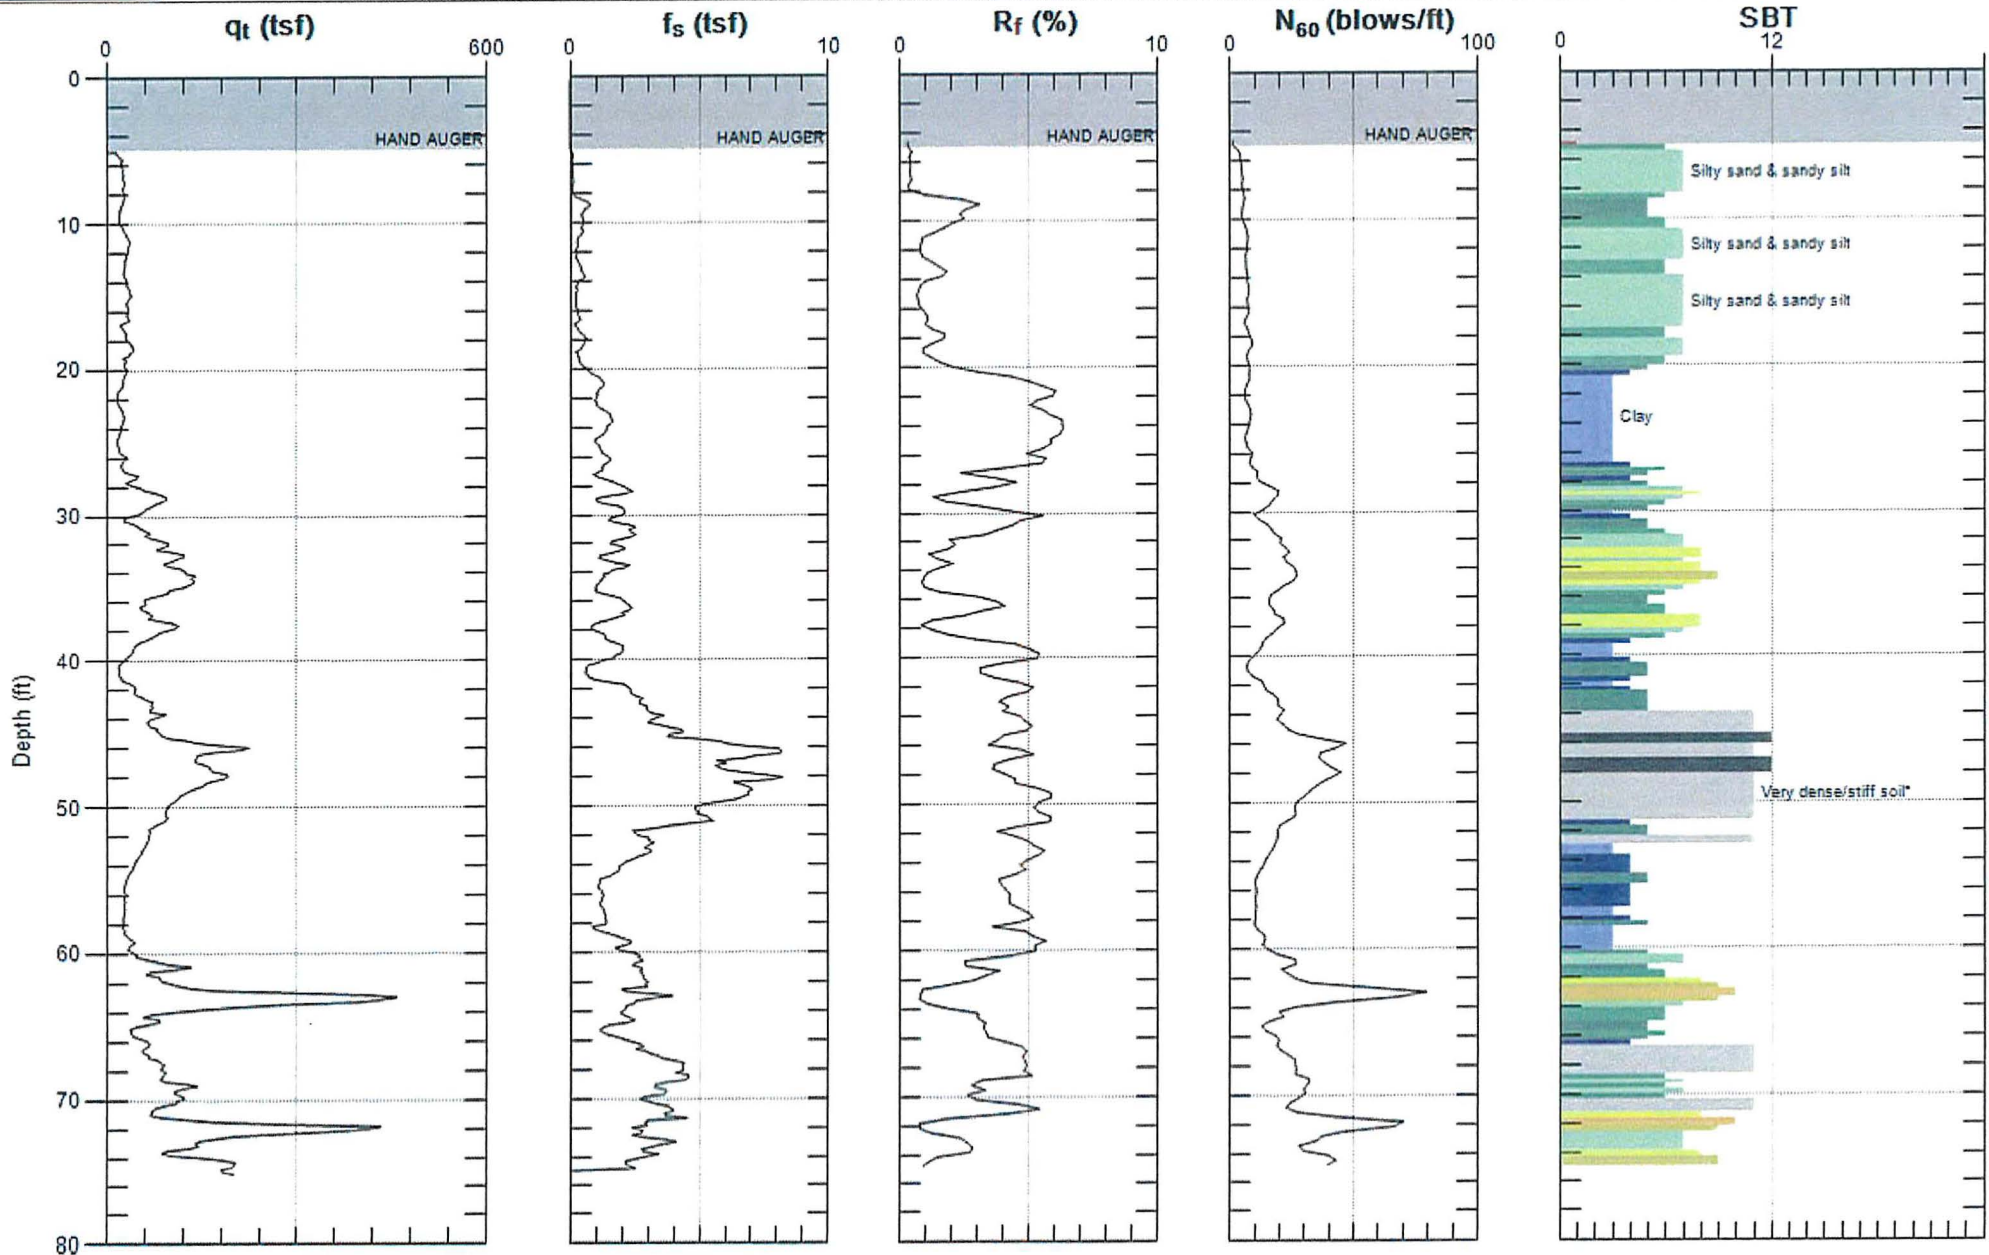 qt (tsf)
fs (tsf)
Rf (%)
N60 (blows/ft)
SBT
0 600
0 10
0 10
0 100
0 12
0
HAND AUGER
HAND AUGER
HAND AUGER
HAND AUGER
Silty sand & sandy silt
10
Silty sand & sandy silt
Silty sand & sandy silt
20
Clay
30
40
Depth (ft)
50
Very dense/stiff soil*
60
70
80